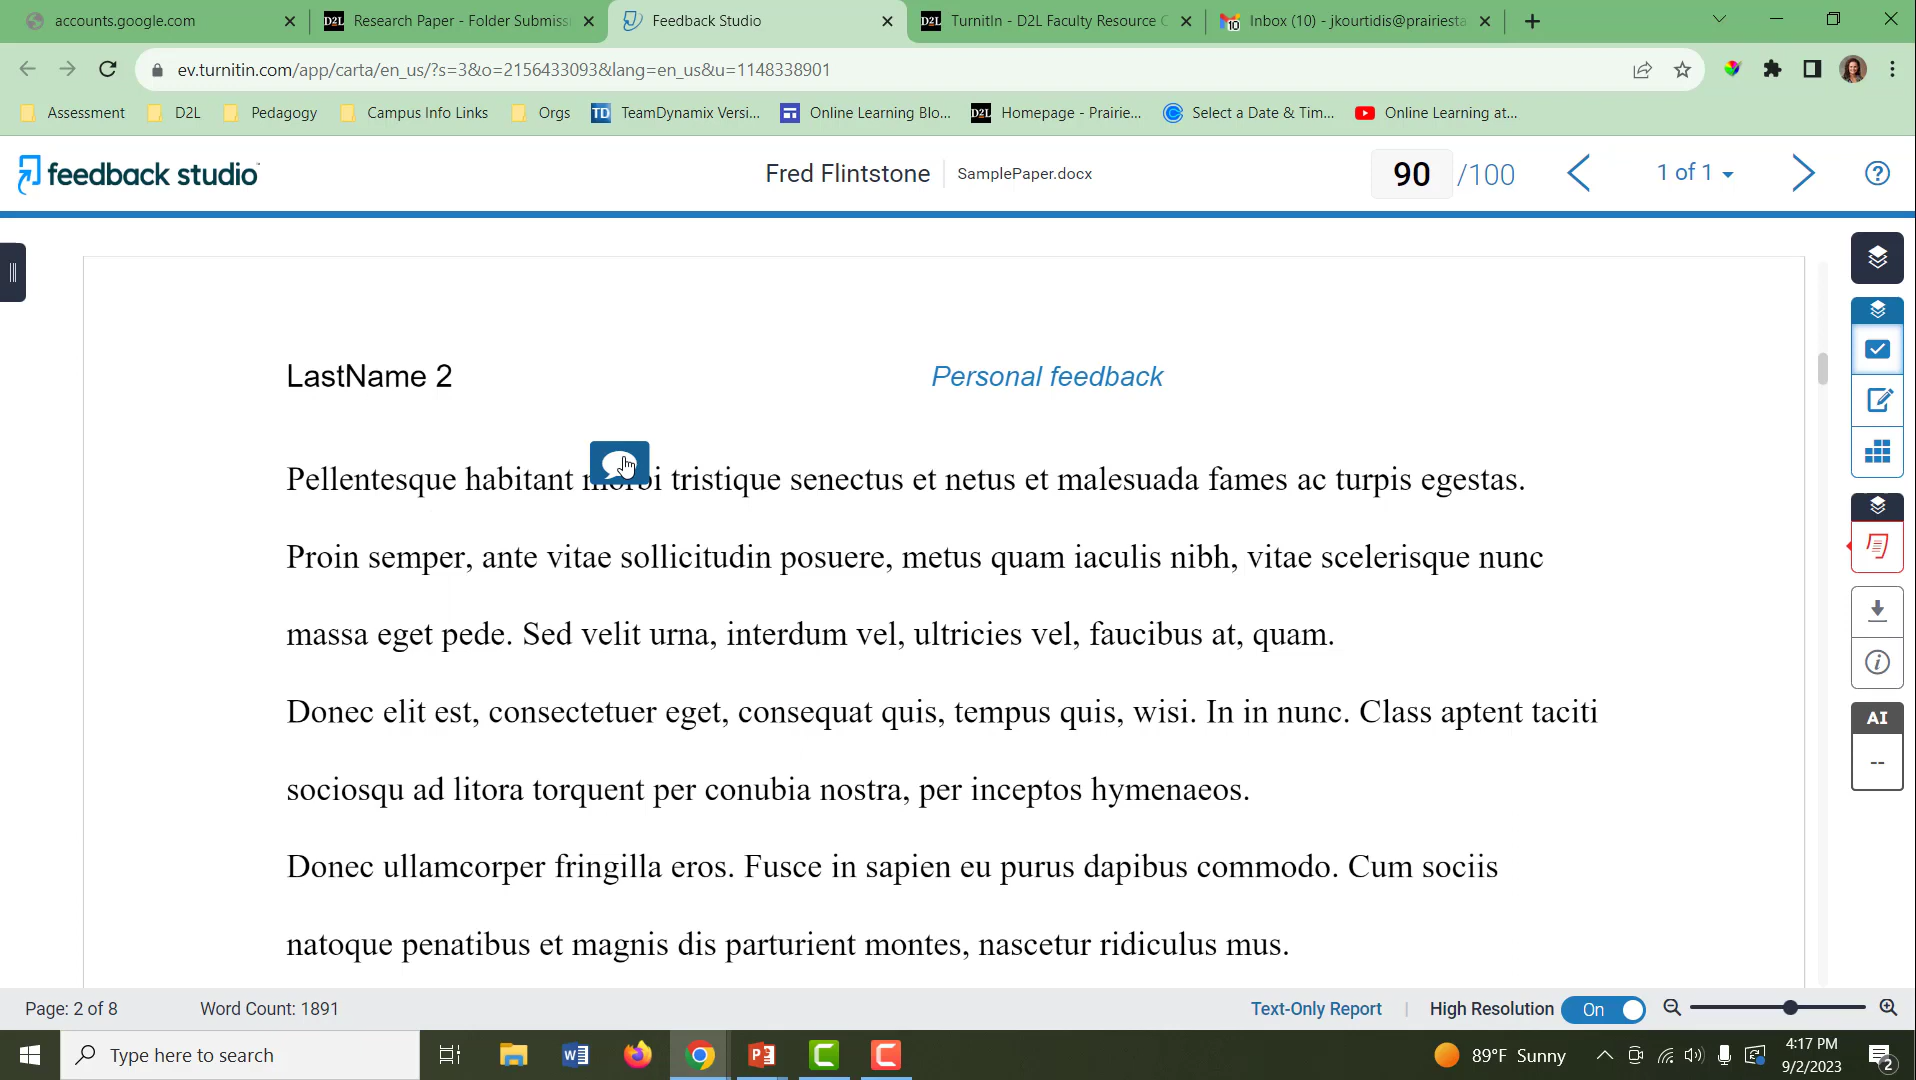 accounts.google.com
Research Paper - Folder Submiss
Feedback Studio
TurnitIn - D2L Faculty Resource C
Inbox (10) - jkourtidis@prairiesta
ev.turnitin.com/app/carta/en_us/?s=3&o=2156433093&lang=en_us&u=1148338901
Assessment
D2L
Pedagogy
Campus Info Links
Orgs
TD TeamDynamix Versi...
Online Learning Blo...
D2L Homepage - Prairie...
Select a Date & Tim...
Online Learning at...
feedback studio
Fred Flintstone
SamplePaper.docx
90 /100
1 of 1
LastName 2
Personal feedback
Pellentesque habitant morbi tristique senectus et netus et malesuada fames ac turpis egestas.
Proin semper, ante vitae sollicitudin posuere, metus quam iaculis nibh, vitae scelerisque nunc
massa eget pede. Sed velit urna, interdum vel, ultricies vel, faucibus at, quam.
Donec elit est, consectetuer eget, consequat quis, tempus quis, wisi. In in nunc. Class aptent taciti
sociosqu ad litora torquent per conubia nostra, per inceptos hymenaeos.
Donec ullamcorper fringilla eros. Fusce in sapien eu purus dapibus commodo. Cum sociis
natoque penatibus et magnis dis parturient montes, nascetur ridiculus mus.
AI
--
Page: 2 of 8
Word Count: 1891
Text-Only Report
High Resolution
On
Type here to search
89°F Sunny
4:17 PM
9/2/2023
2